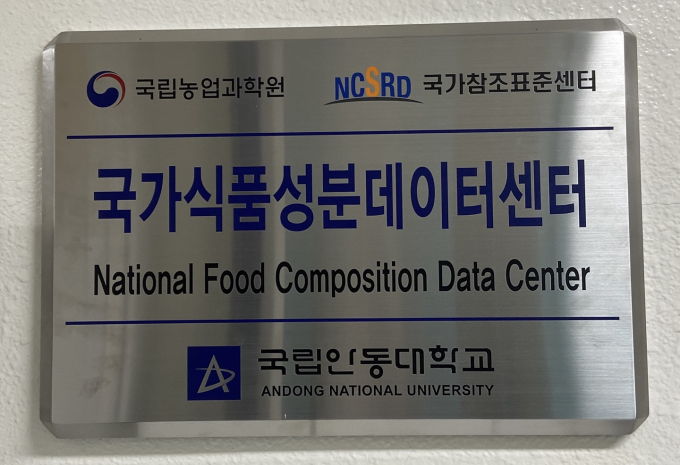 국립농업과학원 NCSRD 국가참조표준센터
국가식품성분데이터센터
National Food Composition Data Center
국립안동대학교
ANDONG NATIONAL UNIVERSITY